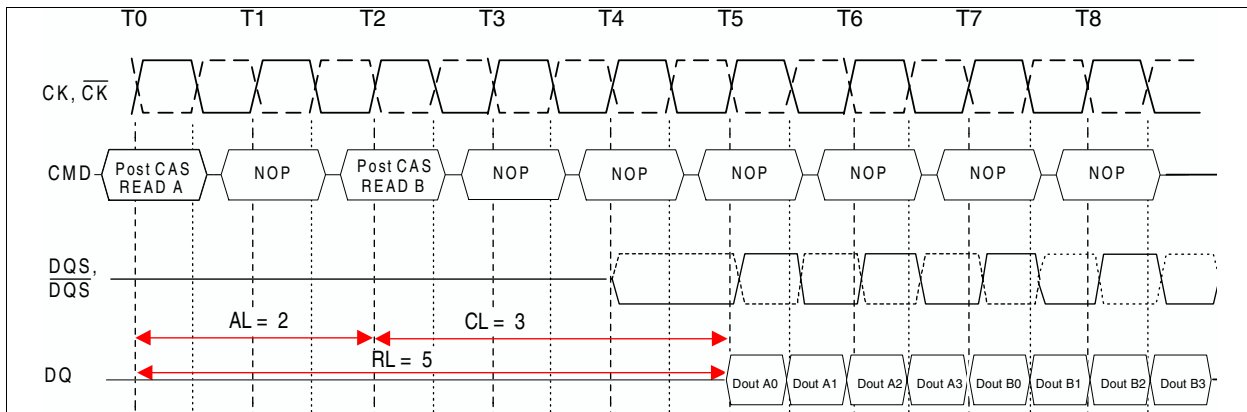 T0 T1 T2 T3 T4 T5 T6 T7 T8
CK, CK
CMD
Post CAS
READ A
NOP
Post CAS
READ B
NOP
NOP
NOP
NOP
NOP
NOP
DQS,
DQS
AL = 2
CL = 3
RL = 5
DQ
Dout A0 Dout A1 Dout A2 Dout A3 Dout B0 Dout B1 Dout B2 Dout B3